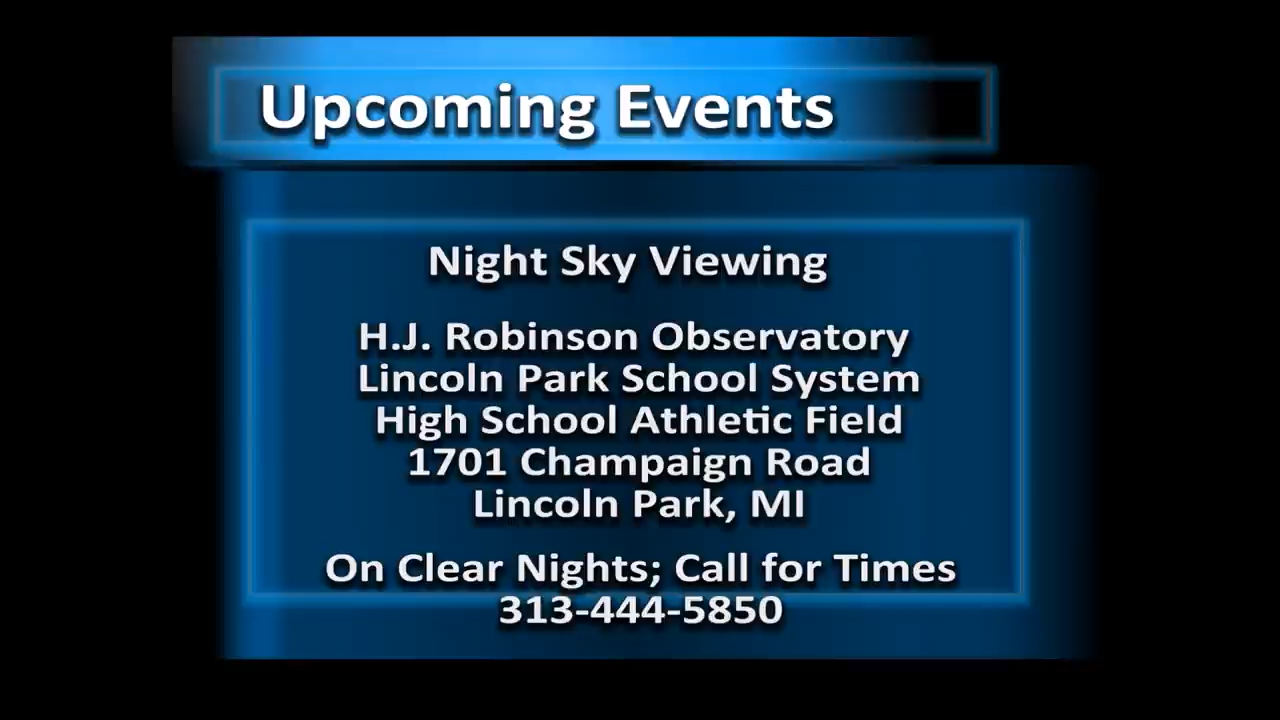 Upcoming Events
Night Sky Viewing
H.J. Robinson Observatory
Lincoln Park School System
High School Athletic Field
1701 Champaign Road
Lincoln Park, MI
On Clear Nights; Call for Times
313-444-5850